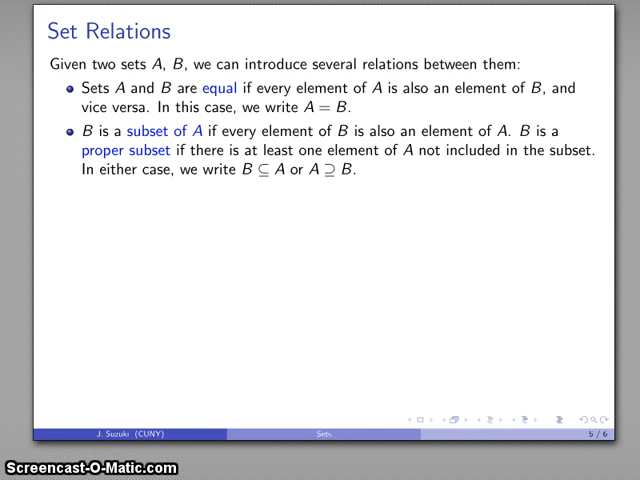 Set Relations
Given two sets A, B, we can introduce several relations between them:
Sets A and B are equal if every element of A is also an element of B, and
vice versa. In this case, we write A = B.
B is a subset of A if every element of B is also an element of A. B is a
proper subset if there is at least one element of A not included in the subset.
In either case, we write B ⊆ A or A ⊇ B.
J. Suzuki (CUNY) Sets 5 / 6
Screencast-O-Matic.com